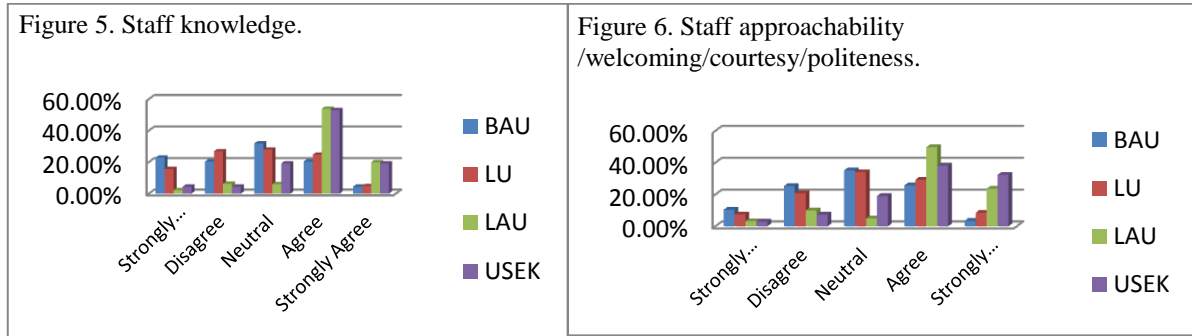 Figure 5. Staff knowledge.
60.00%
40.00%
20.00%
0.00%
Strongly...
Disagree
Neutral
Agree
Strongly Agree
BAU
LU
LAU
USEK
Figure 6. Staff approachability
/welcoming/courtesy/politeness.
60.00%
40.00%
20.00%
0.00%
Strongly...
Disagree
Neutral
Agree
Strongly...
BAU
LU
LAU
USEK